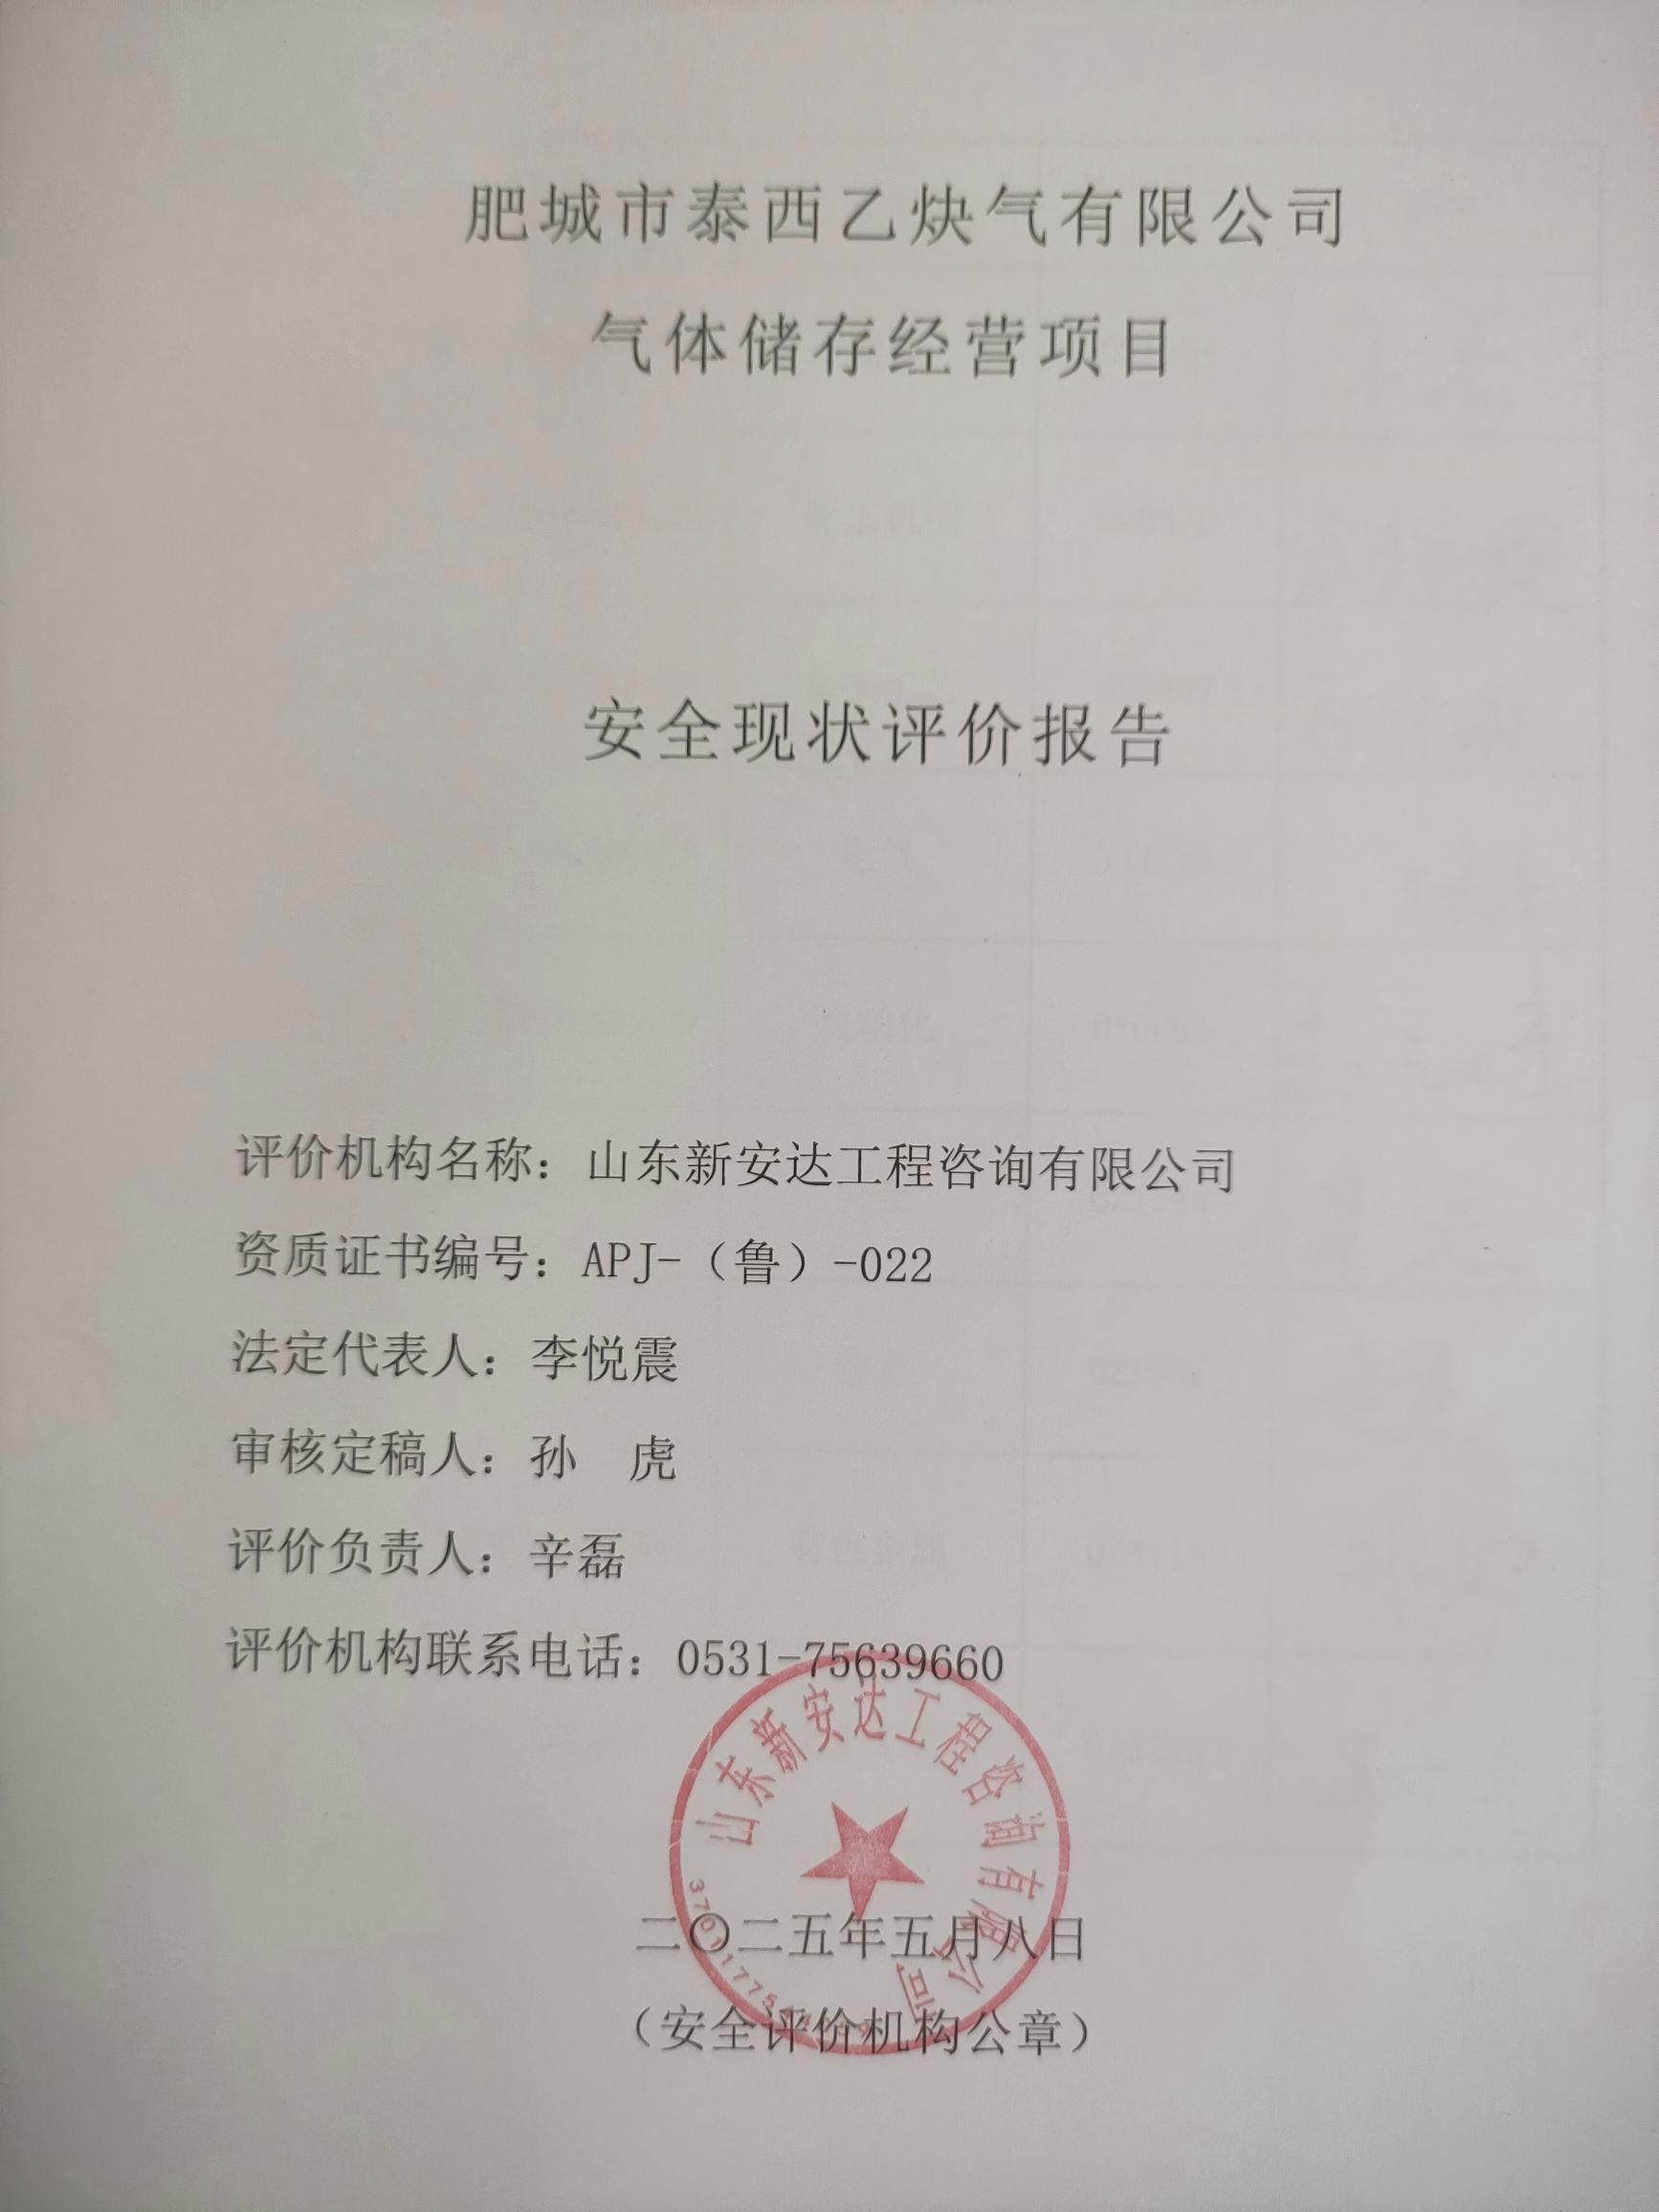 肥城市泰西乙炔气有限公司
气体储存经营项目
安全现状评价报告
评价机构名称：山东新安达工程咨询有限公司
资质证书编号：APJ-（鲁）-022
法定代表人：李悦震
审核定稿人：孙　虎
评价负责人：辛磊
评价机构联系电话：0531-75639660
山东新安达工程咨询有限公司
二〇二五年五月八日
（安全评价机构公章）